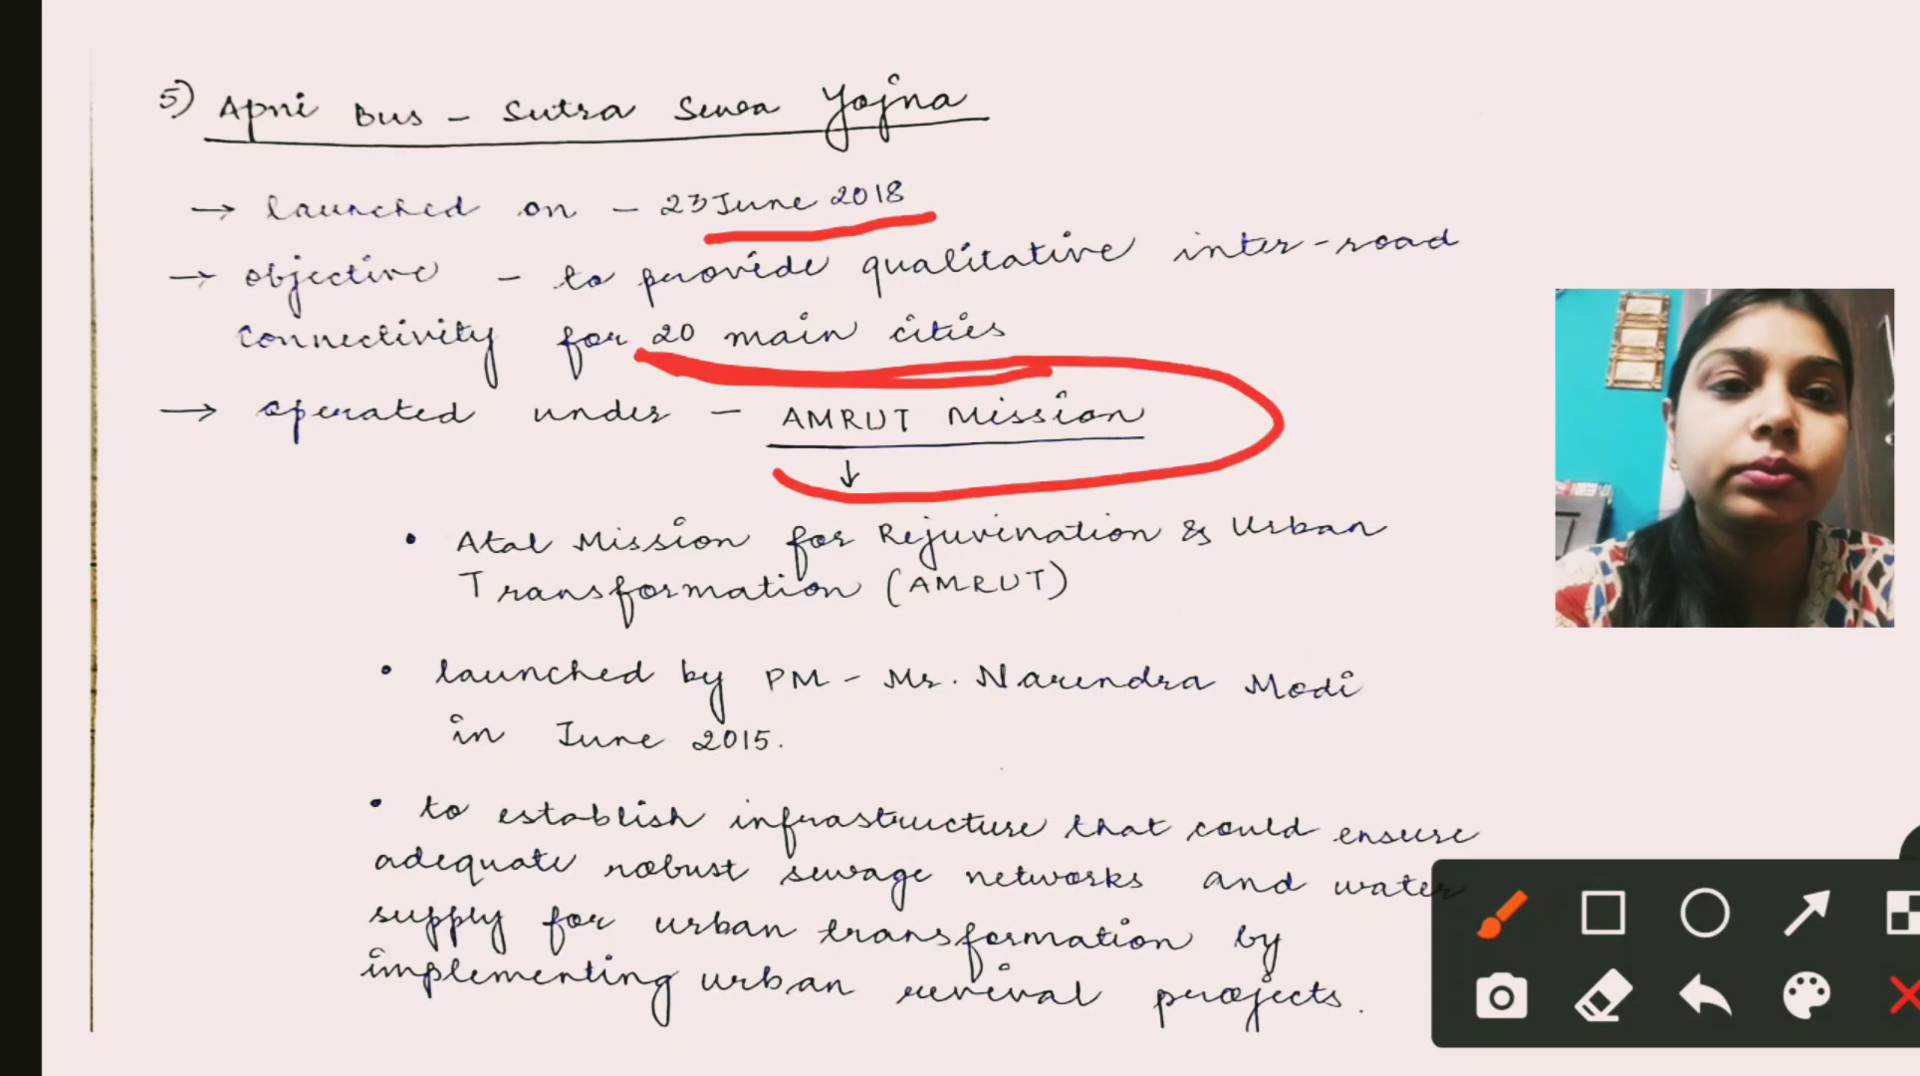 5) Apni Bus - Sutra Sewa Yojna
→ launched on - 23 June 2018
→ objective - to provide qualitative inter-road
connectivity for 20 main cities
→ operated under - AMRUT Mission
↓
• Atal Mission for Rejuvination & Urban
Transformation (AMRUT)
• launched by PM - Mr. Narendra Modi
in June 2015.
• to establish infrastructure that could ensure
adequate robust sewage networks and water
supply for urban transformation by
implementing urban revival projects.